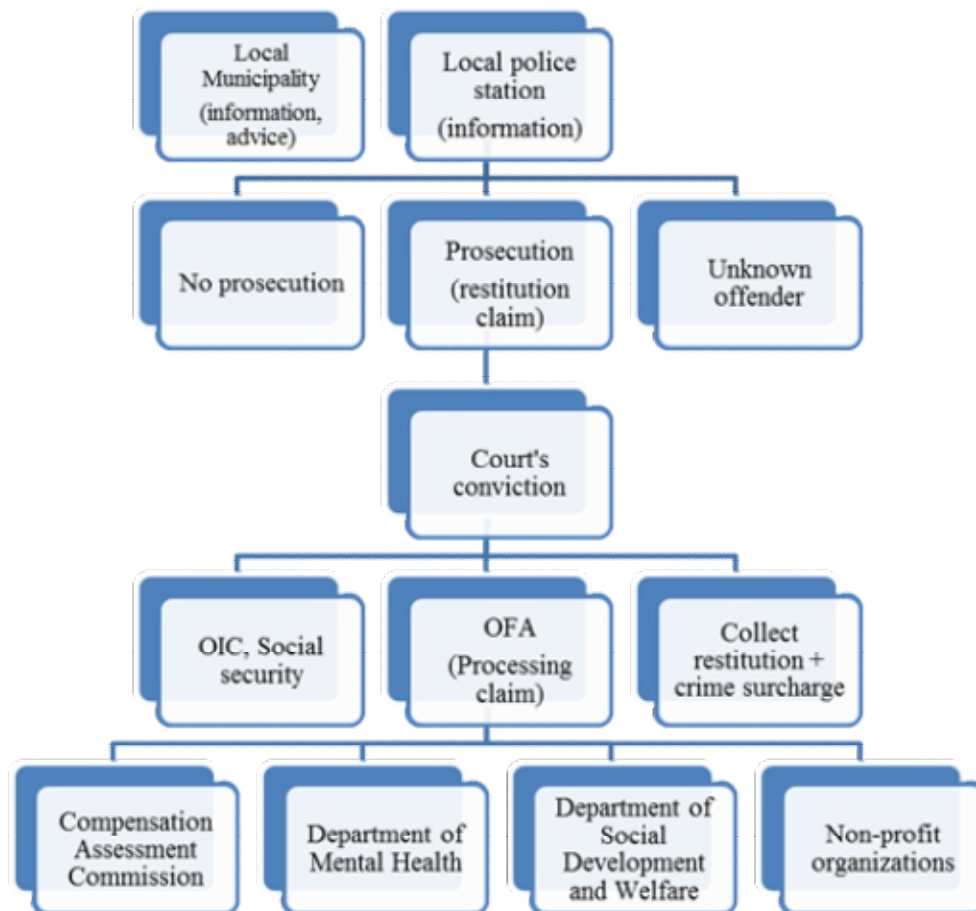 Local
Municipality
(information,
advice)
Local police
station
(information)
No prosecution
Prosecution
(restitution
claim)
Unknown
offender
Court's
conviction
OIC, Social
security
OFA
(Processing
claim)
Collect
restitution +
crime surcharge
Compensation
Assessment
Commission
Department of
Mental Health
Department of
Social
Development
and Welfare
Non-profit
organizations